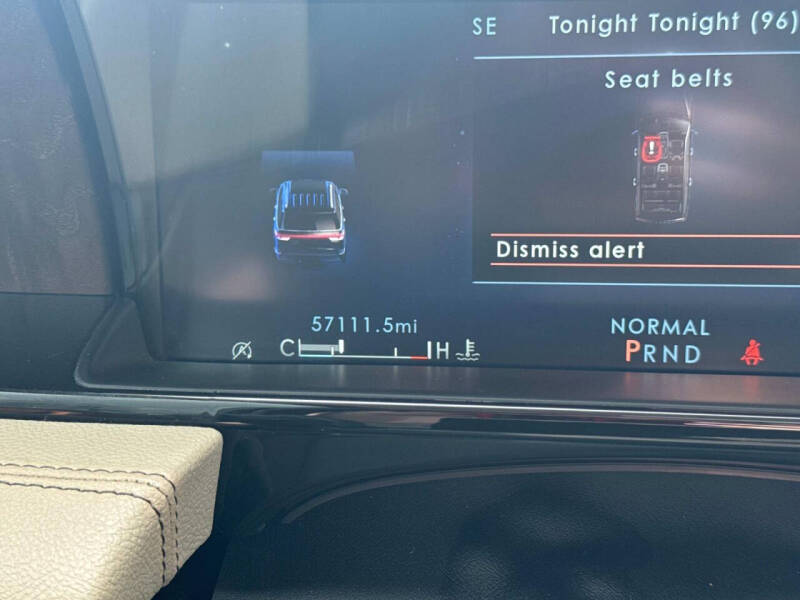 SE Tonight Tonight (96)
Seat belts
Dismiss alert
57111.5mi
NORMAL
C H PRND